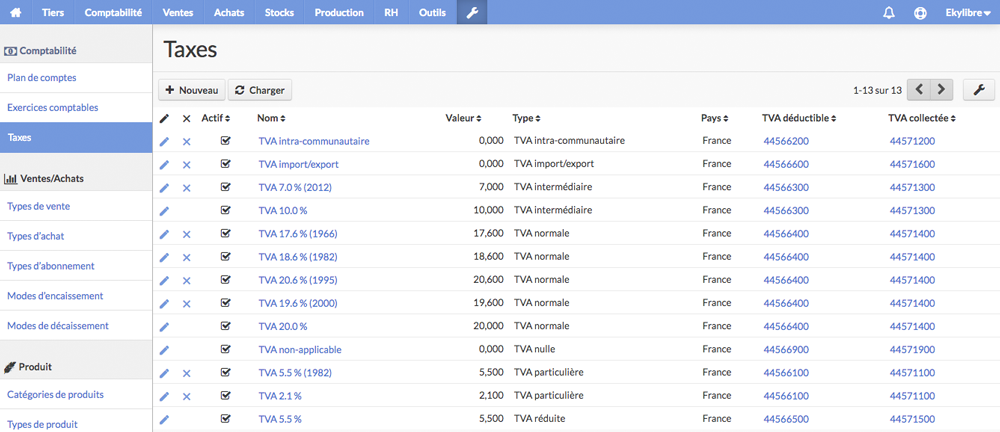 Tiers Comptabilité Ventes Achats Stocks Production RH Outils Ekylibre
Comptabilité
Plan de comptes
Exercices comptables
Taxes
Ventes/Achats
Types de vente
Types d'achat
Types d'abonnement
Modes d'encaissement
Modes de décaissement
Produit
Catégories de produits
Types de produit
Taxes
Nouveau Charger 1-13 sur 13
Actif Nom Valeur Type Pays TVA déductible TVA collectée
TVA intra-communautaire 0,000 TVA intra-communautaire France 44566200 44571200
TVA import/export 0,000 TVA import/export France 44566600 44571600
TVA 7.0 % (2012) 7,000 TVA intermédiaire France 44566300 44571300
TVA 10.0 % 10,000 TVA intermédiaire France 44566300 44571300
TVA 17.6 % (1966) 17,600 TVA normale France 44566400 44571400
TVA 18.6 % (1982) 18,600 TVA normale France 44566400 44571400
TVA 20.6 % (1995) 20,600 TVA normale France 44566400 44571400
TVA 19.6 % (2000) 19,600 TVA normale France 44566400 44571400
TVA 20.0 % 20,000 TVA normale France 44566400 44571400
TVA non-applicable 0,000 TVA nulle France 44566900 44571900
TVA 5.5 % (1982) 5,500 TVA particulière France 44566100 44571100
TVA 2.1 % 2,100 TVA particulière France 44566100 44571100
TVA 5.5 % 5,500 TVA réduite France 44566500 44571500